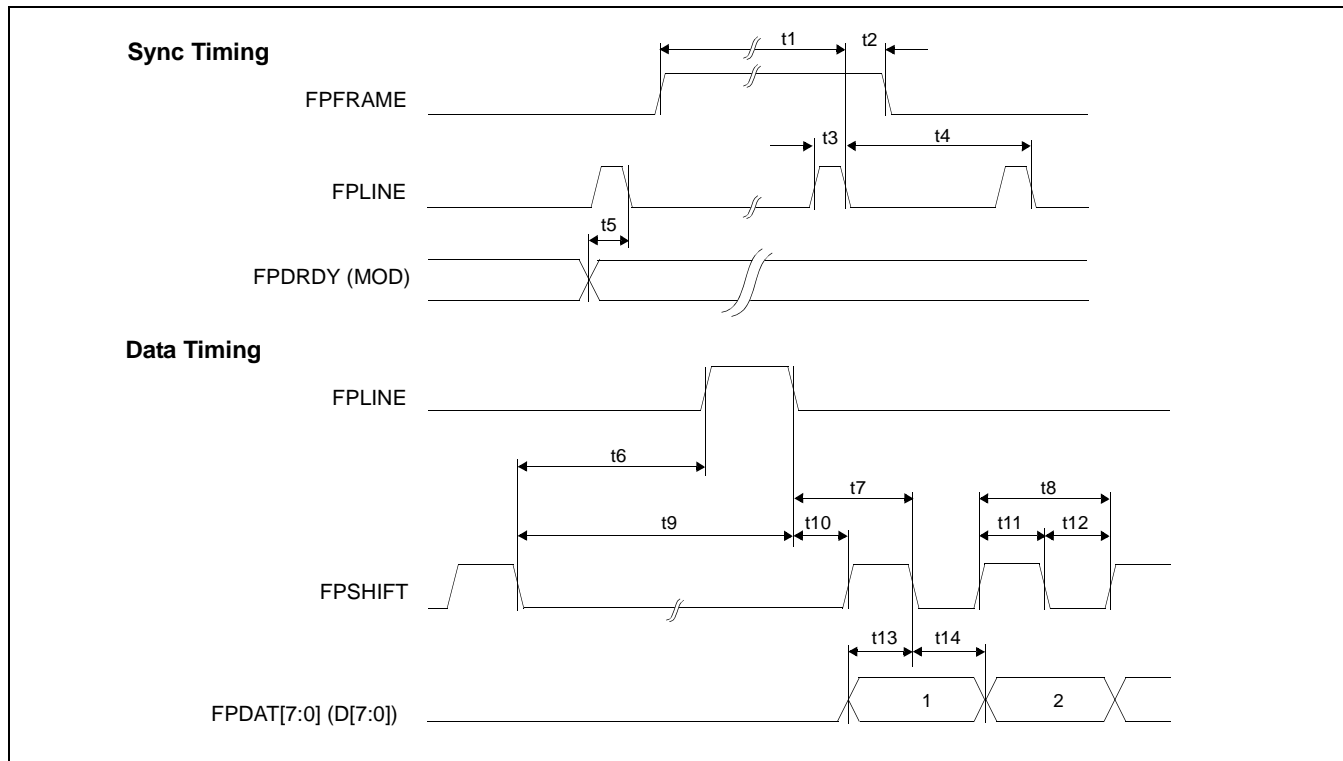 Sync Timing
t1
t2
FPFRAME
t3
t4
FPLINE
t5
FPDRDY (MOD)
Data Timing
FPLINE
t6
t7
t8
t9
t10
t11
t12
FPSHIFT
t13
t14
FPDAT[7:0] (D[7:0])
1
2